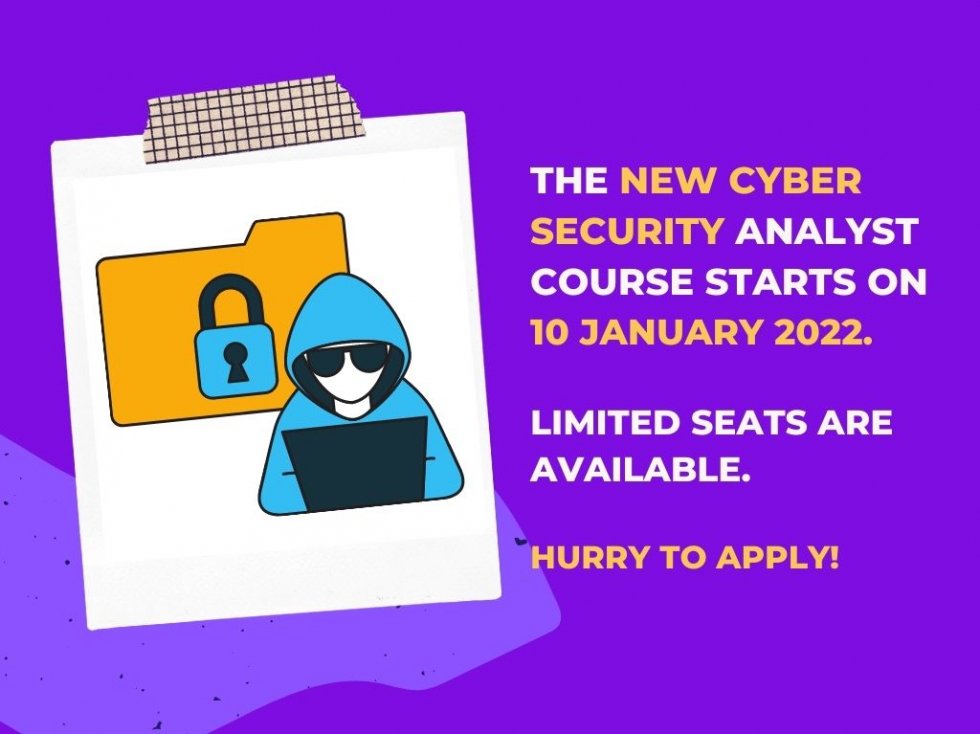 THE NEW CYBER
SECURITY ANALYST
COURSE STARTS ON
10 JANUARY 2022.
LIMITED SEATS ARE
AVAILABLE.
HURRY TO APPLY!